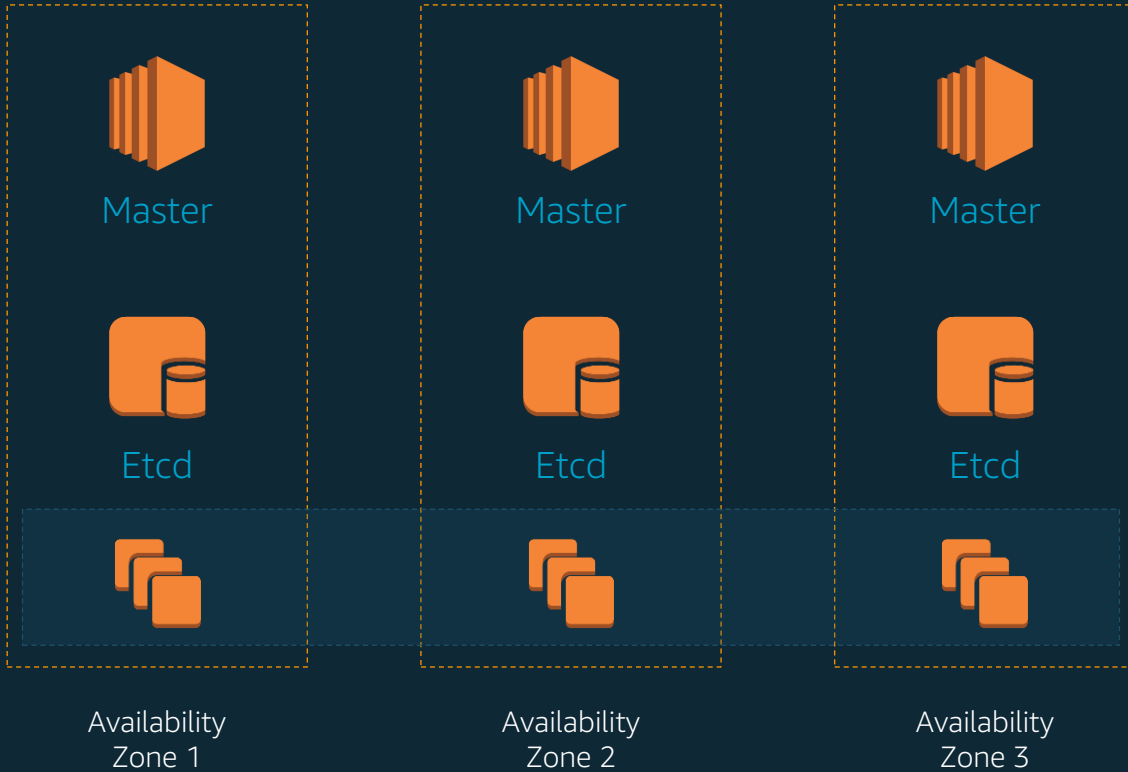 Master
Master
Master
Etcd
Etcd
Etcd
Availability
Zone 1
Availability
Zone 2
Availability
Zone 3